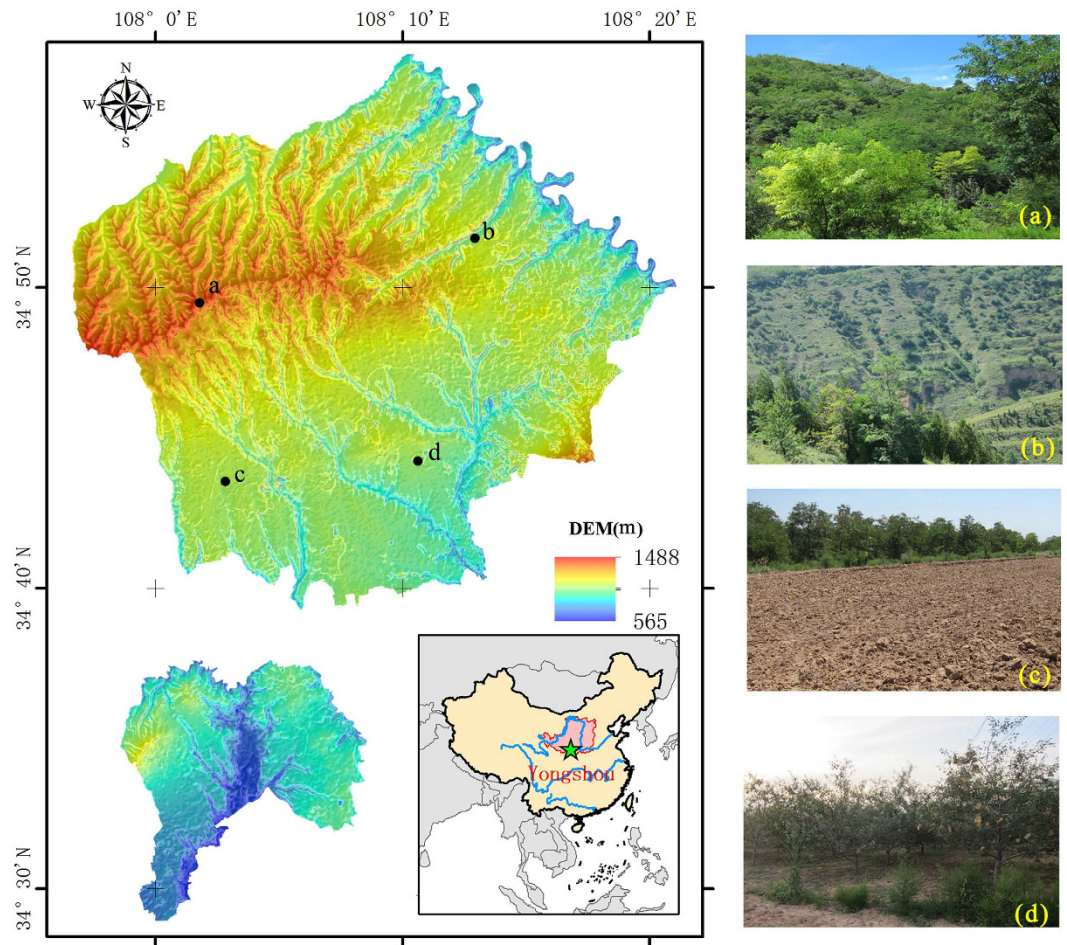 108° 0′E
108° 10′E
108° 20′E
N
W
E
S
a
b
c
d
34° 50′N
34° 40′N
34° 30′N
DEM(m)
1488
565
Yongshou
(a)
(b)
(c)
(d)